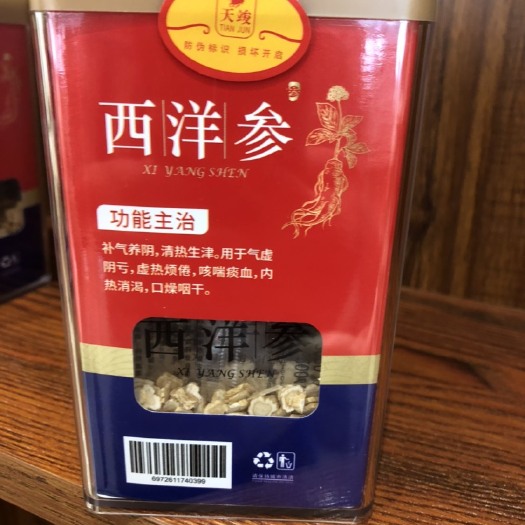 天竣
TIAN JUN
防伪标识 损坏开启
西洋参
XI YANG SHEN
功能主治
补气养阴,清热生津。用于气虚
阴亏,虚热烦倦,咳喘痰血,内
热消渴,口燥咽干。
西洋参
XI YANG SHEN
6972611740399